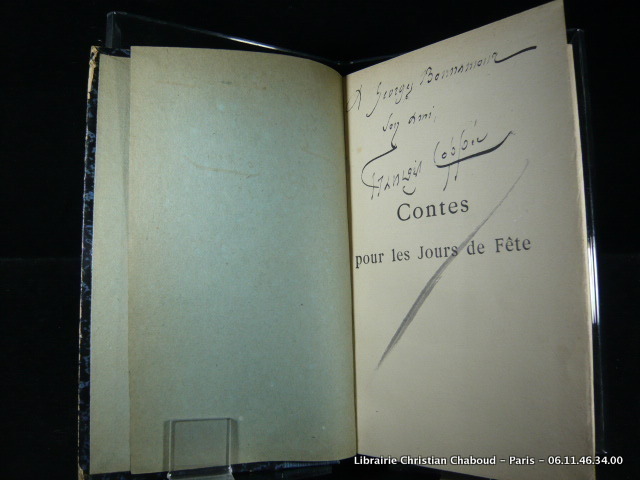 A Georges Bonnamour
son ami,
François Coppée
Contes
pour les Jours de Fête
Librairie Christian Chaboud - Paris - 06.11.46.34.00